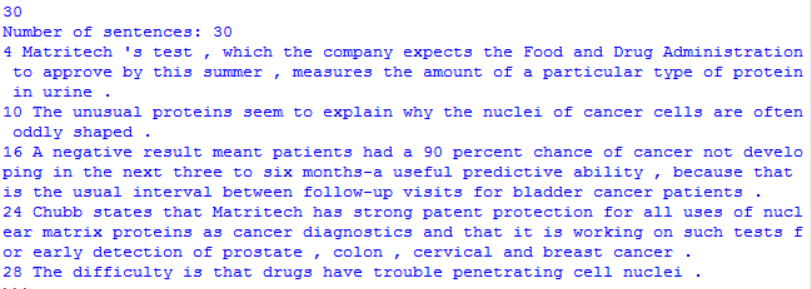 30
Number of sentences: 30
4 Matritech 's test , which the company expects the Food and Drug Administration
 to approve by this summer , measures the amount of a particular type of protein
 in urine .
10 The unusual proteins seem to explain why the nuclei of cancer cells are often
 oddly shaped .
16 A negative result meant patients had a 90 percent chance of cancer not develo
ping in the next three to six months-a useful predictive ability , because that
is the usual interval between follow-up visits for bladder cancer patients .
24 Chubb states that Matritech has strong patent protection for all uses of nucl
ear matrix proteins as cancer diagnostics and that it is working on such tests f
or early detection of prostate , colon , cervical and breast cancer .
28 The difficulty is that drugs have trouble penetrating cell nuclei .